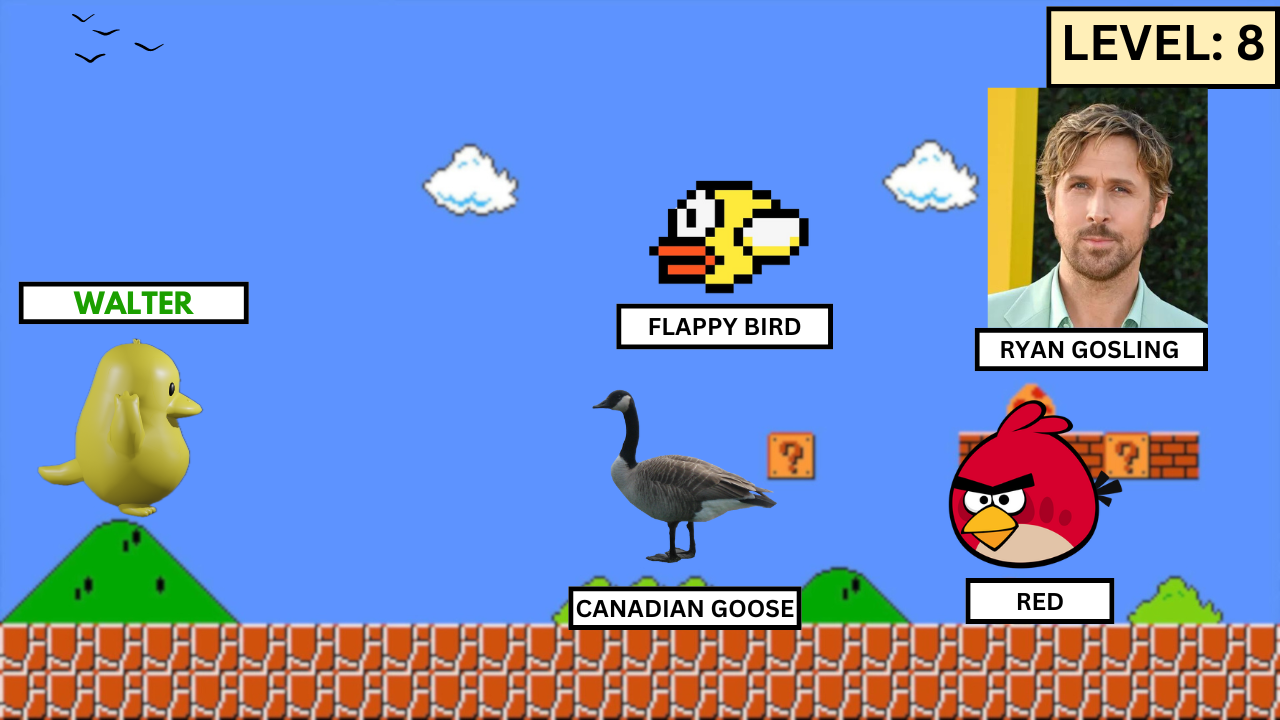 LEVEL: 8
WALTER
FLAPPY BIRD
RYAN GOSLING
?
?
CANADIAN GOOSE
RED